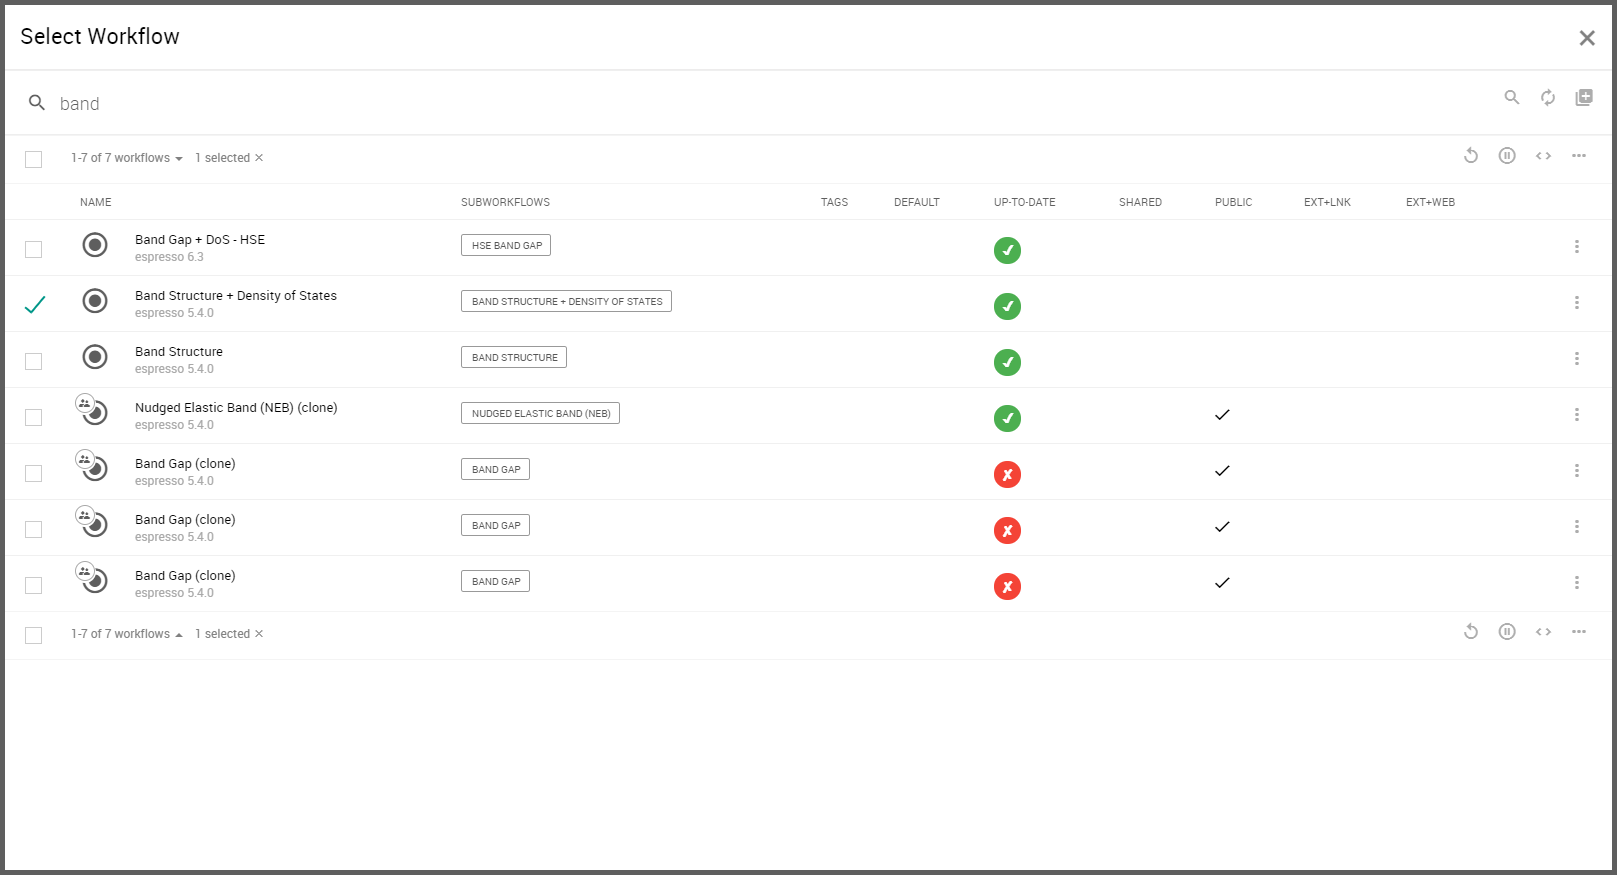 Select Workflow
band
1-7 of 7 workflows 1 selected
NAME SUBWORKFLOWS TAGS DEFAULT UP-TO-DATE SHARED PUBLIC EXT+LNK EXT+WEB
Band Gap + DoS - HSE HSE BAND GAP
espresso 6.3
Band Structure + Density of States BAND STRUCTURE + DENSITY OF STATES
espresso 5.4.0
Band Structure BAND STRUCTURE
espresso 5.4.0
Nudged Elastic Band (NEB) (clone) NUDGED ELASTIC BAND (NEB)
espresso 5.4.0
Band Gap (clone) BAND GAP
espresso 5.4.0
Band Gap (clone) BAND GAP
espresso 5.4.0
Band Gap (clone) BAND GAP
espresso 5.4.0
1-7 of 7 workflows 1 selected